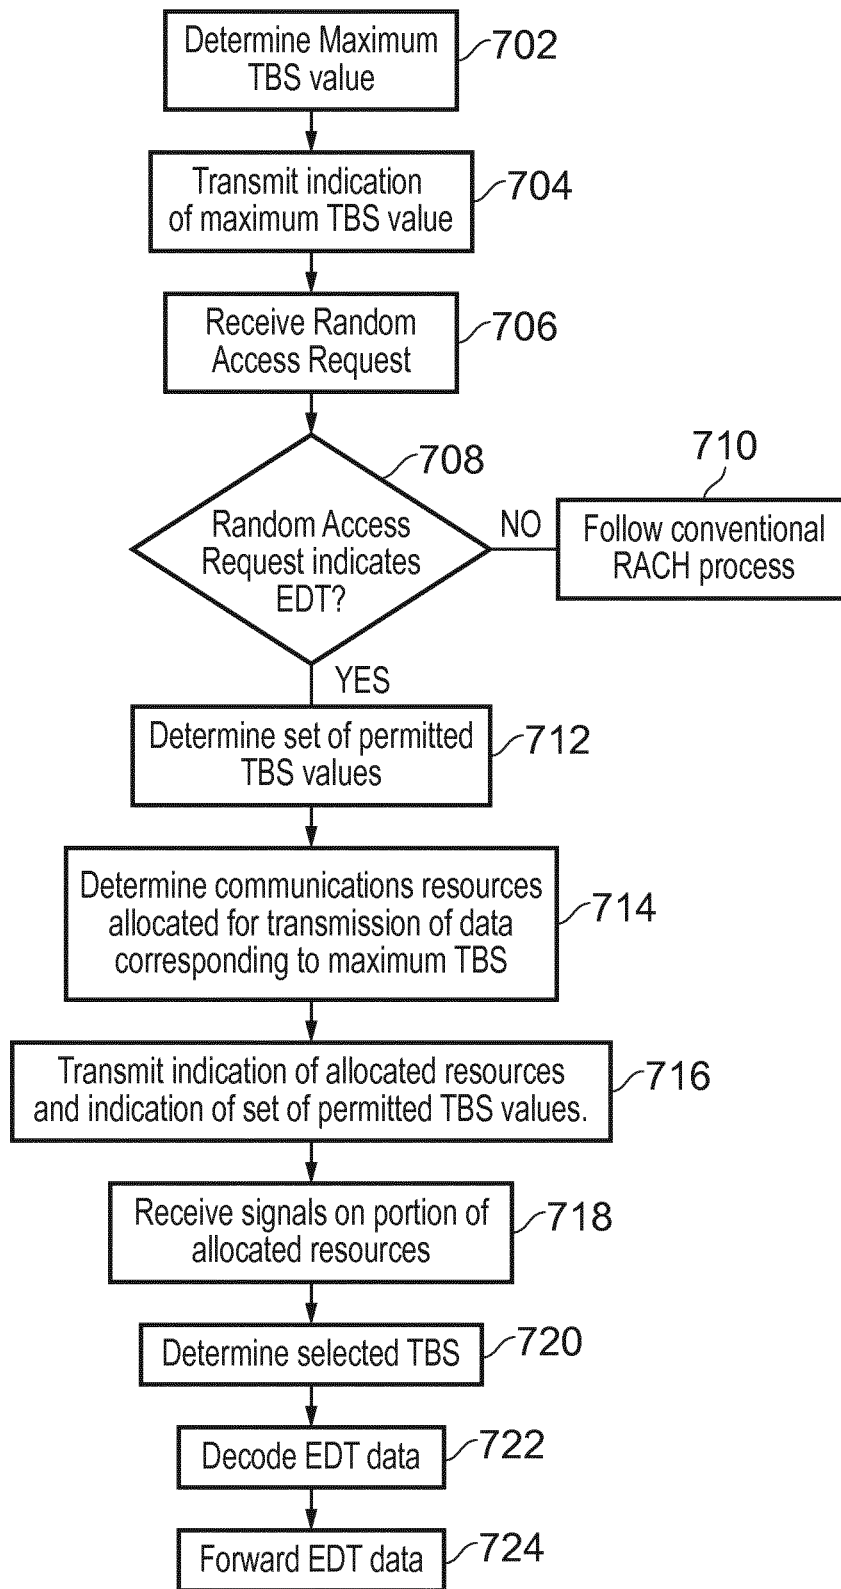 Determine Maximum
TBS value
702
Transmit indication
of maximum TBS value
704
Receive Random
Access Request
706
708
Random Access
Request indicates
EDT?
NO
710
Follow conventional
RACH process
YES
Determine set of permitted
TBS values
712
Determine communications resources
allocated for transmission of data
corresponding to maximum TBS
714
Transmit indication of allocated resources
and indication of set of permitted TBS values.
716
Receive signals on portion of
allocated resources
718
Determine selected TBS
720
Decode EDT data
722
Forward EDT data
724